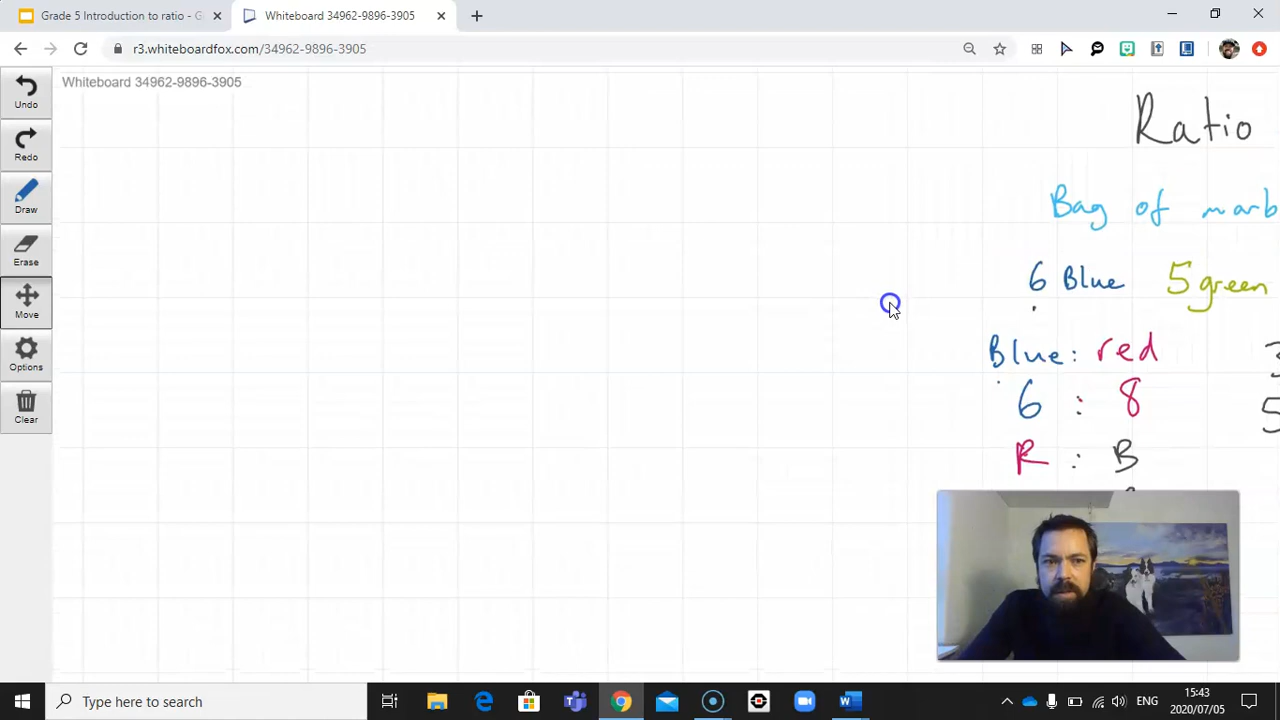 Grade 5 Introduction to ratio - G
Whiteboard 34962-9896-3905
r3.whiteboardfox.com/34962-9896-3905
Whiteboard 34962-9896-3905
Undo
Redo
Draw
Erase
Move
Options
Clear
Ratio
Bag of marb
6 Blue 5 green
Blue : red
6 : 8
R : B
Type here to search
ENG
15:43
2020/07/05